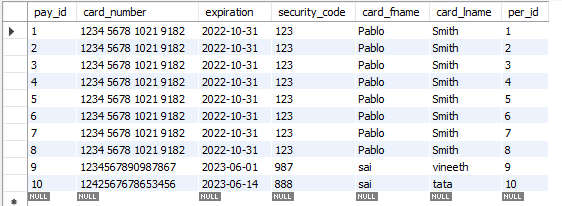 pay_id card_number expiration security_code card_fname card_lname per_id
1 1234 5678 1021 9182 2022-10-31 123 Pablo Smith 1
2 1234 5678 1021 9182 2022-10-31 123 Pablo Smith 2
3 1234 5678 1021 9182 2022-10-31 123 Pablo Smith 3
4 1234 5678 1021 9182 2022-10-31 123 Pablo Smith 4
5 1234 5678 1021 9182 2022-10-31 123 Pablo Smith 5
6 1234 5678 1021 9182 2022-10-31 123 Pablo Smith 6
7 1234 5678 1021 9182 2022-10-31 123 Pablo Smith 7
8 1234 5678 1021 9182 2022-10-31 123 Pablo Smith 8
9 1234567890987867 2023-06-01 987 sai vineeth 9
10 1242567678653456 2023-06-14 888 sai tata 10
NULL NULL NULL NULL NULL NULL NULL